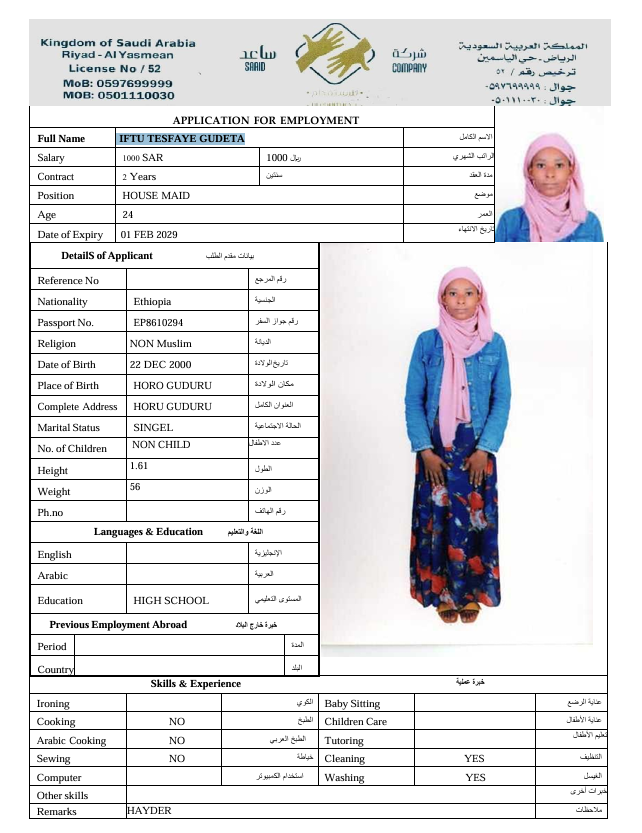 Kingdom of Saudi Arabia
Riyadh - Al Yasmean
License No / 52
MoB: 0597699999
MOB: 0501110030
ساعد
SAAID
شركة
COMPANY
المملكة العربية السعودية
الرياض - حي الياسمين
ترخيص رقم / ٥٢
جوال : ٠٥٩٧٦٩٩٩٩٩
جوال : ٠٥٠١١١٠٠٣٠
APPLICATION FOR EMPLOYMENT
Full Name IFTU TESFAYE GUDETA الاسم الكامل
Salary 1000 SAR 1000 ريال الراتب الشهري
Contract 2 Years سنتين مدة العقد
Position HOUSE MAID موضع
Age 24 العمر
Date of Expiry 01 FEB 2029 تاريخ الانتهاء
DetailS of Applicant بيانات مقدم الطلب
Reference No رقم المرجع
Nationality Ethiopia الجنسية
Passport No. EP8610294 رقم جواز السفر
Religion NON Muslim الديانة
Date of Birth 22 DEC 2000 تاريخ الولادة
Place of Birth HORO GUDURU مكان الولادة
Complete Address HORU GUDURU العنوان الكامل
Marital Status SINGEL الحالة الاجتماعية
No. of Children NON CHILD عدد الاطفال
Height 1.61 الطول
Weight 56 الوزن
Ph.no رقم الهاتف
Languages & Education اللغة والتعليم
English الإنجليزية
Arabic العربية
Education HIGH SCHOOL المستوى التعليمي
Previous Employment Abroad خبرة خارج البلاد
Period المدة
Country البلد
Skills & Experience خبرة عملية
Ironing الكوي Baby Sitting عناية الرضع
Cooking NO الطبخ Children Care عناية الأطفال
Arabic Cooking NO الطبخ العربي Tutoring تعليم الأطفال
Sewing NO خياطة Cleaning YES التنظيف
Computer استخدام الكمبيوتر Washing YES الغيسل
Other skills خبرات أخرى
Remarks HAYDER ملاحظات